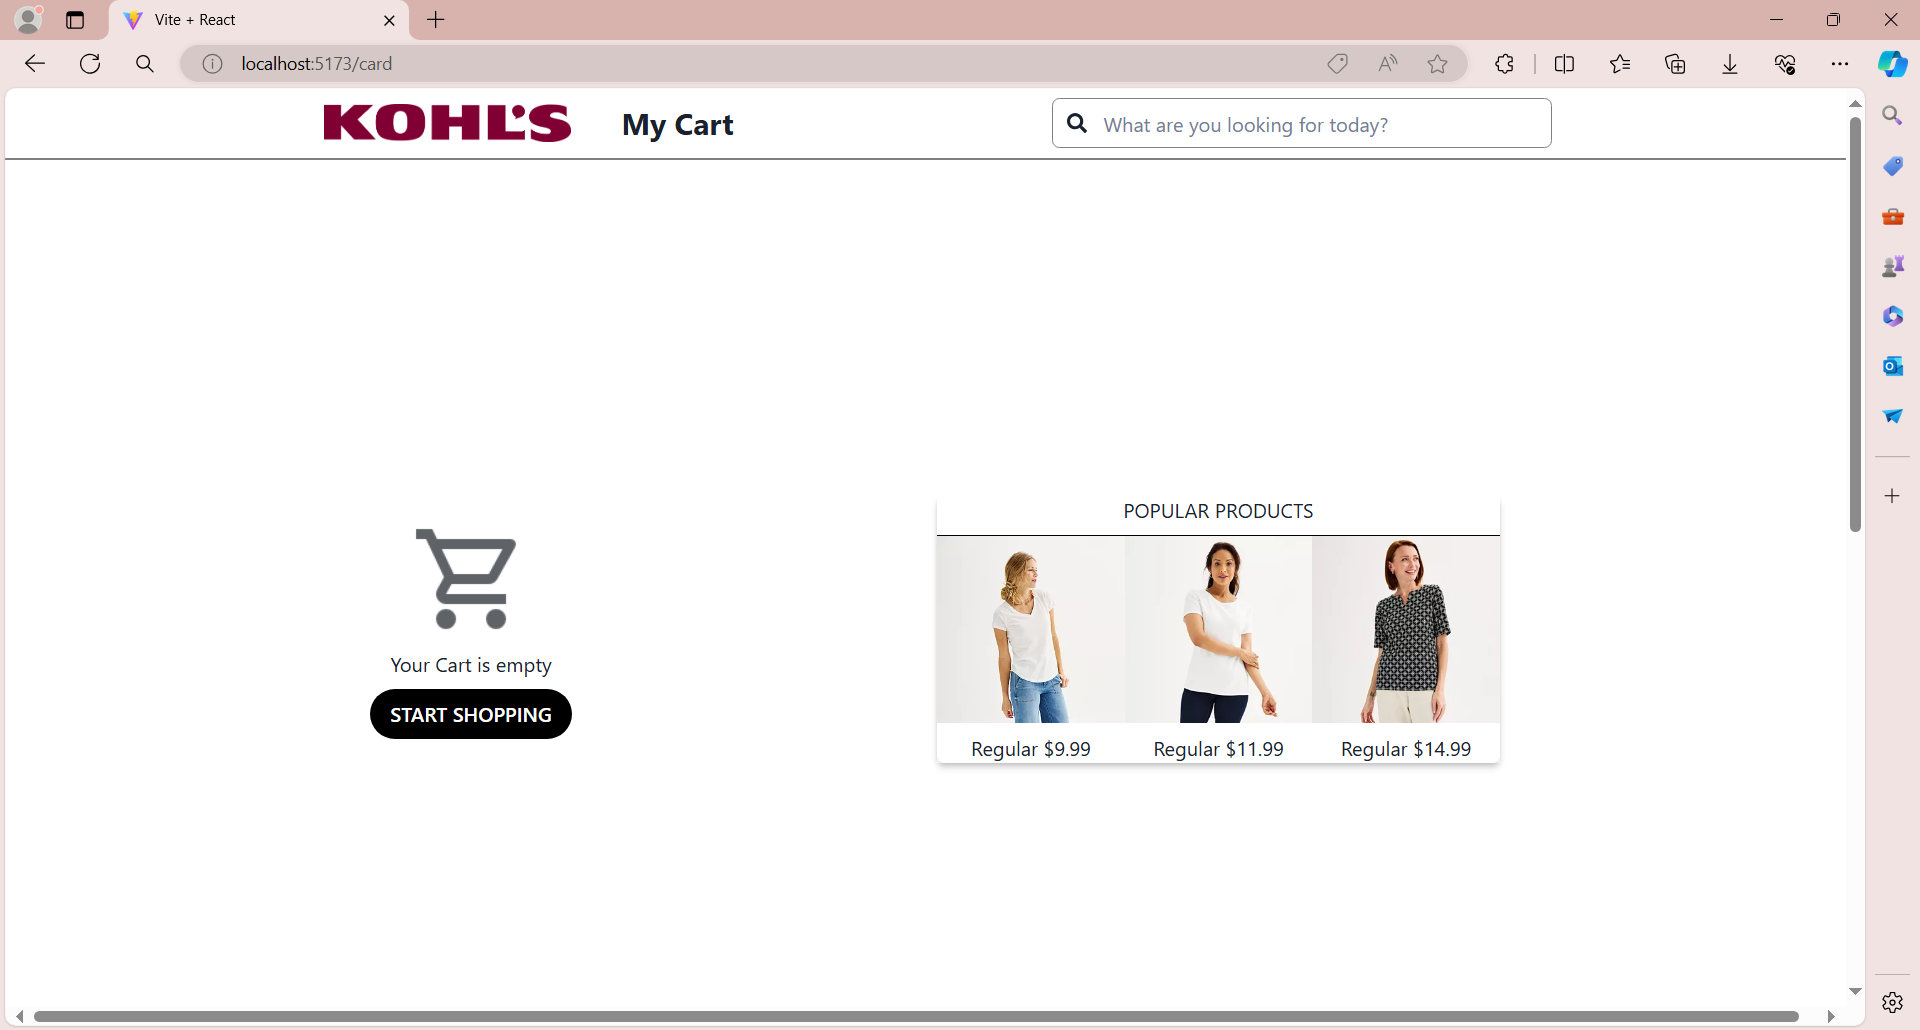 Vite + React
localhost:5173/card
KOHL'S
My Cart
What are you looking for today?
POPULAR PRODUCTS
Your Cart is empty
START SHOPPING
Regular $9.99
Regular $11.99
Regular $14.99